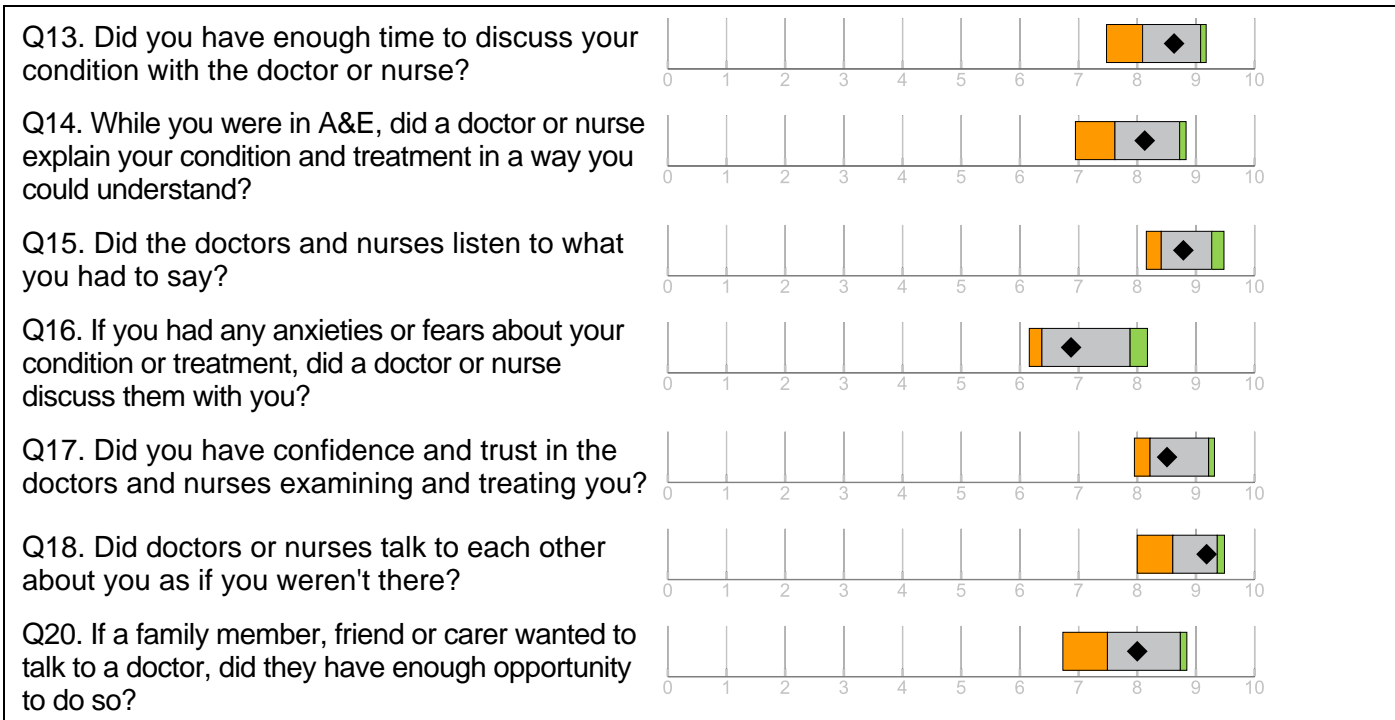 Q13. Did you have enough time to discuss your
condition with the doctor or nurse?
0 1 2 3 4 5 6 7 8 9 10
Q14. While you were in A&E, did a doctor or nurse
explain your condition and treatment in a way you
could understand?
0 1 2 3 4 5 6 7 8 9 10
Q15. Did the doctors and nurses listen to what
you had to say?
0 1 2 3 4 5 6 7 8 9 10
Q16. If you had any anxieties or fears about your
condition or treatment, did a doctor or nurse
discuss them with you?
0 1 2 3 4 5 6 7 8 9 10
Q17. Did you have confidence and trust in the
doctors and nurses examining and treating you?
0 1 2 3 4 5 6 7 8 9 10
Q18. Did doctors or nurses talk to each other
about you as if you weren't there?
0 1 2 3 4 5 6 7 8 9 10
Q20. If a family member, friend or carer wanted to
talk to a doctor, did they have enough opportunity
to do so?
0 1 2 3 4 5 6 7 8 9 10